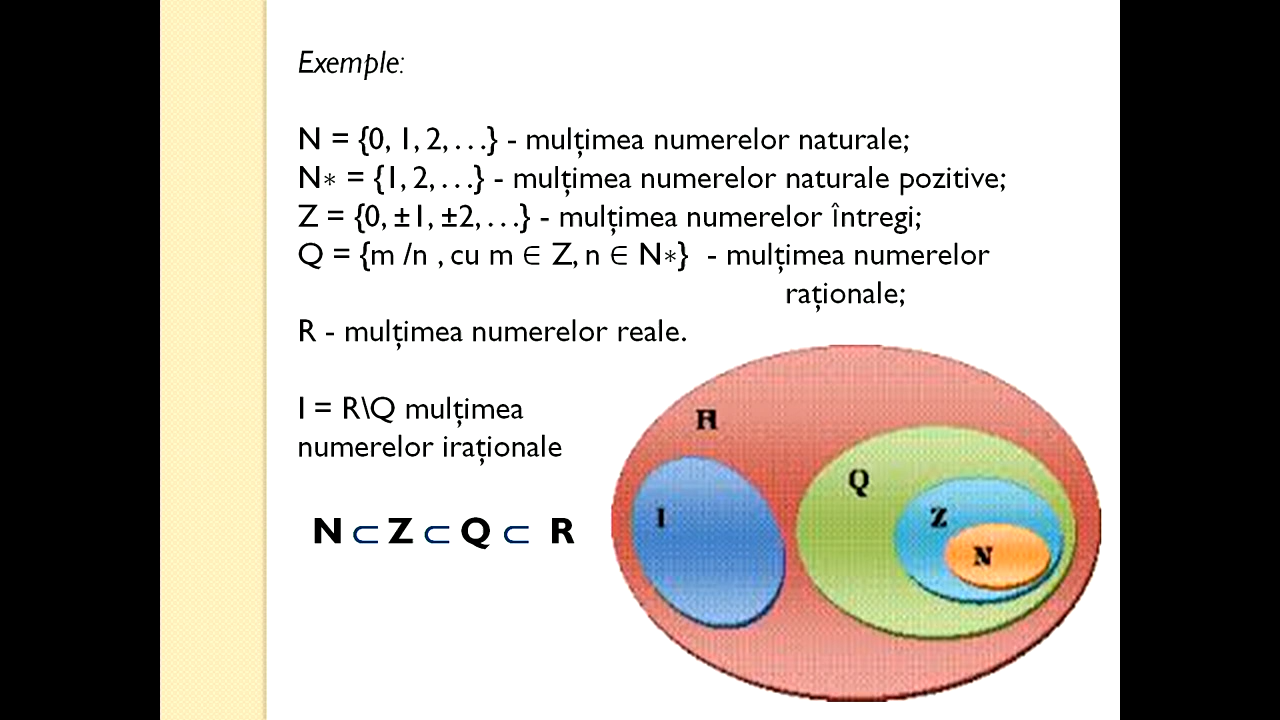 Exemple:
N = {0, 1, 2, . . .} - mulțimea numerelor naturale;
N∗ = {1, 2, . . .} - mulțimea numerelor naturale pozitive;
Z = {0, ±1, ±2, . . .} - mulțimea numerelor întregi;
Q = {m /n , cu m ∈ Z, n ∈ N∗} - mulțimea numerelor
raționale;
R - mulțimea numerelor reale.
I = R\Q mulțimea
numerelor iraționale
N ⊂ Z ⊂ Q ⊂ R
R
Q
I
Z
N